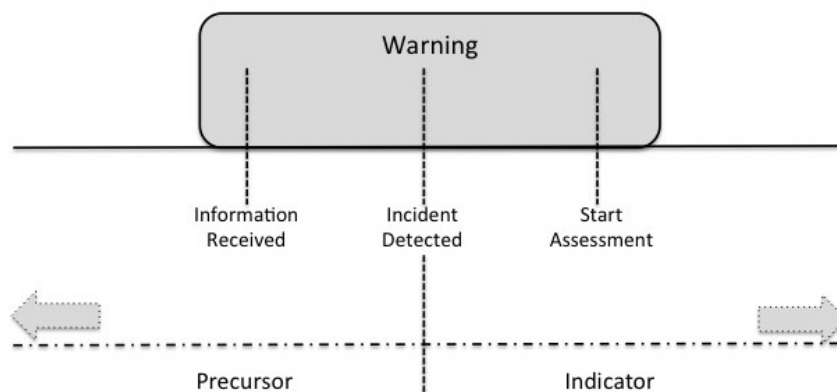 Warning
Information
Received
Incident
Detected
Start
Assessment
Precursor
Indicator